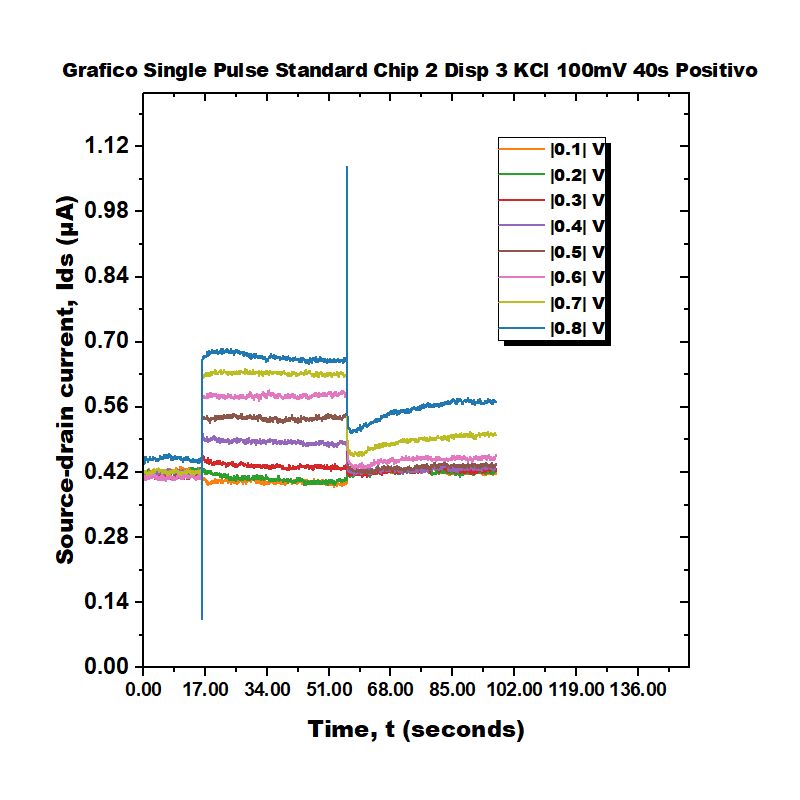 Grafico Single Pulse Standard Chip 2 Disp 3 KCl 100mV 40s Positivo
1.12
0.98
0.84
0.70
0.56
0.42
0.28
0.14
0.00
Source-drain current, Ids (µA)
|0.1| V
|0.2| V
|0.3| V
|0.4| V
|0.5| V
|0.6| V
|0.7| V
|0.8| V
0.00 17.00 34.00 51.00 68.00 85.00 102.00 119.00 136.00
Time, t (seconds)